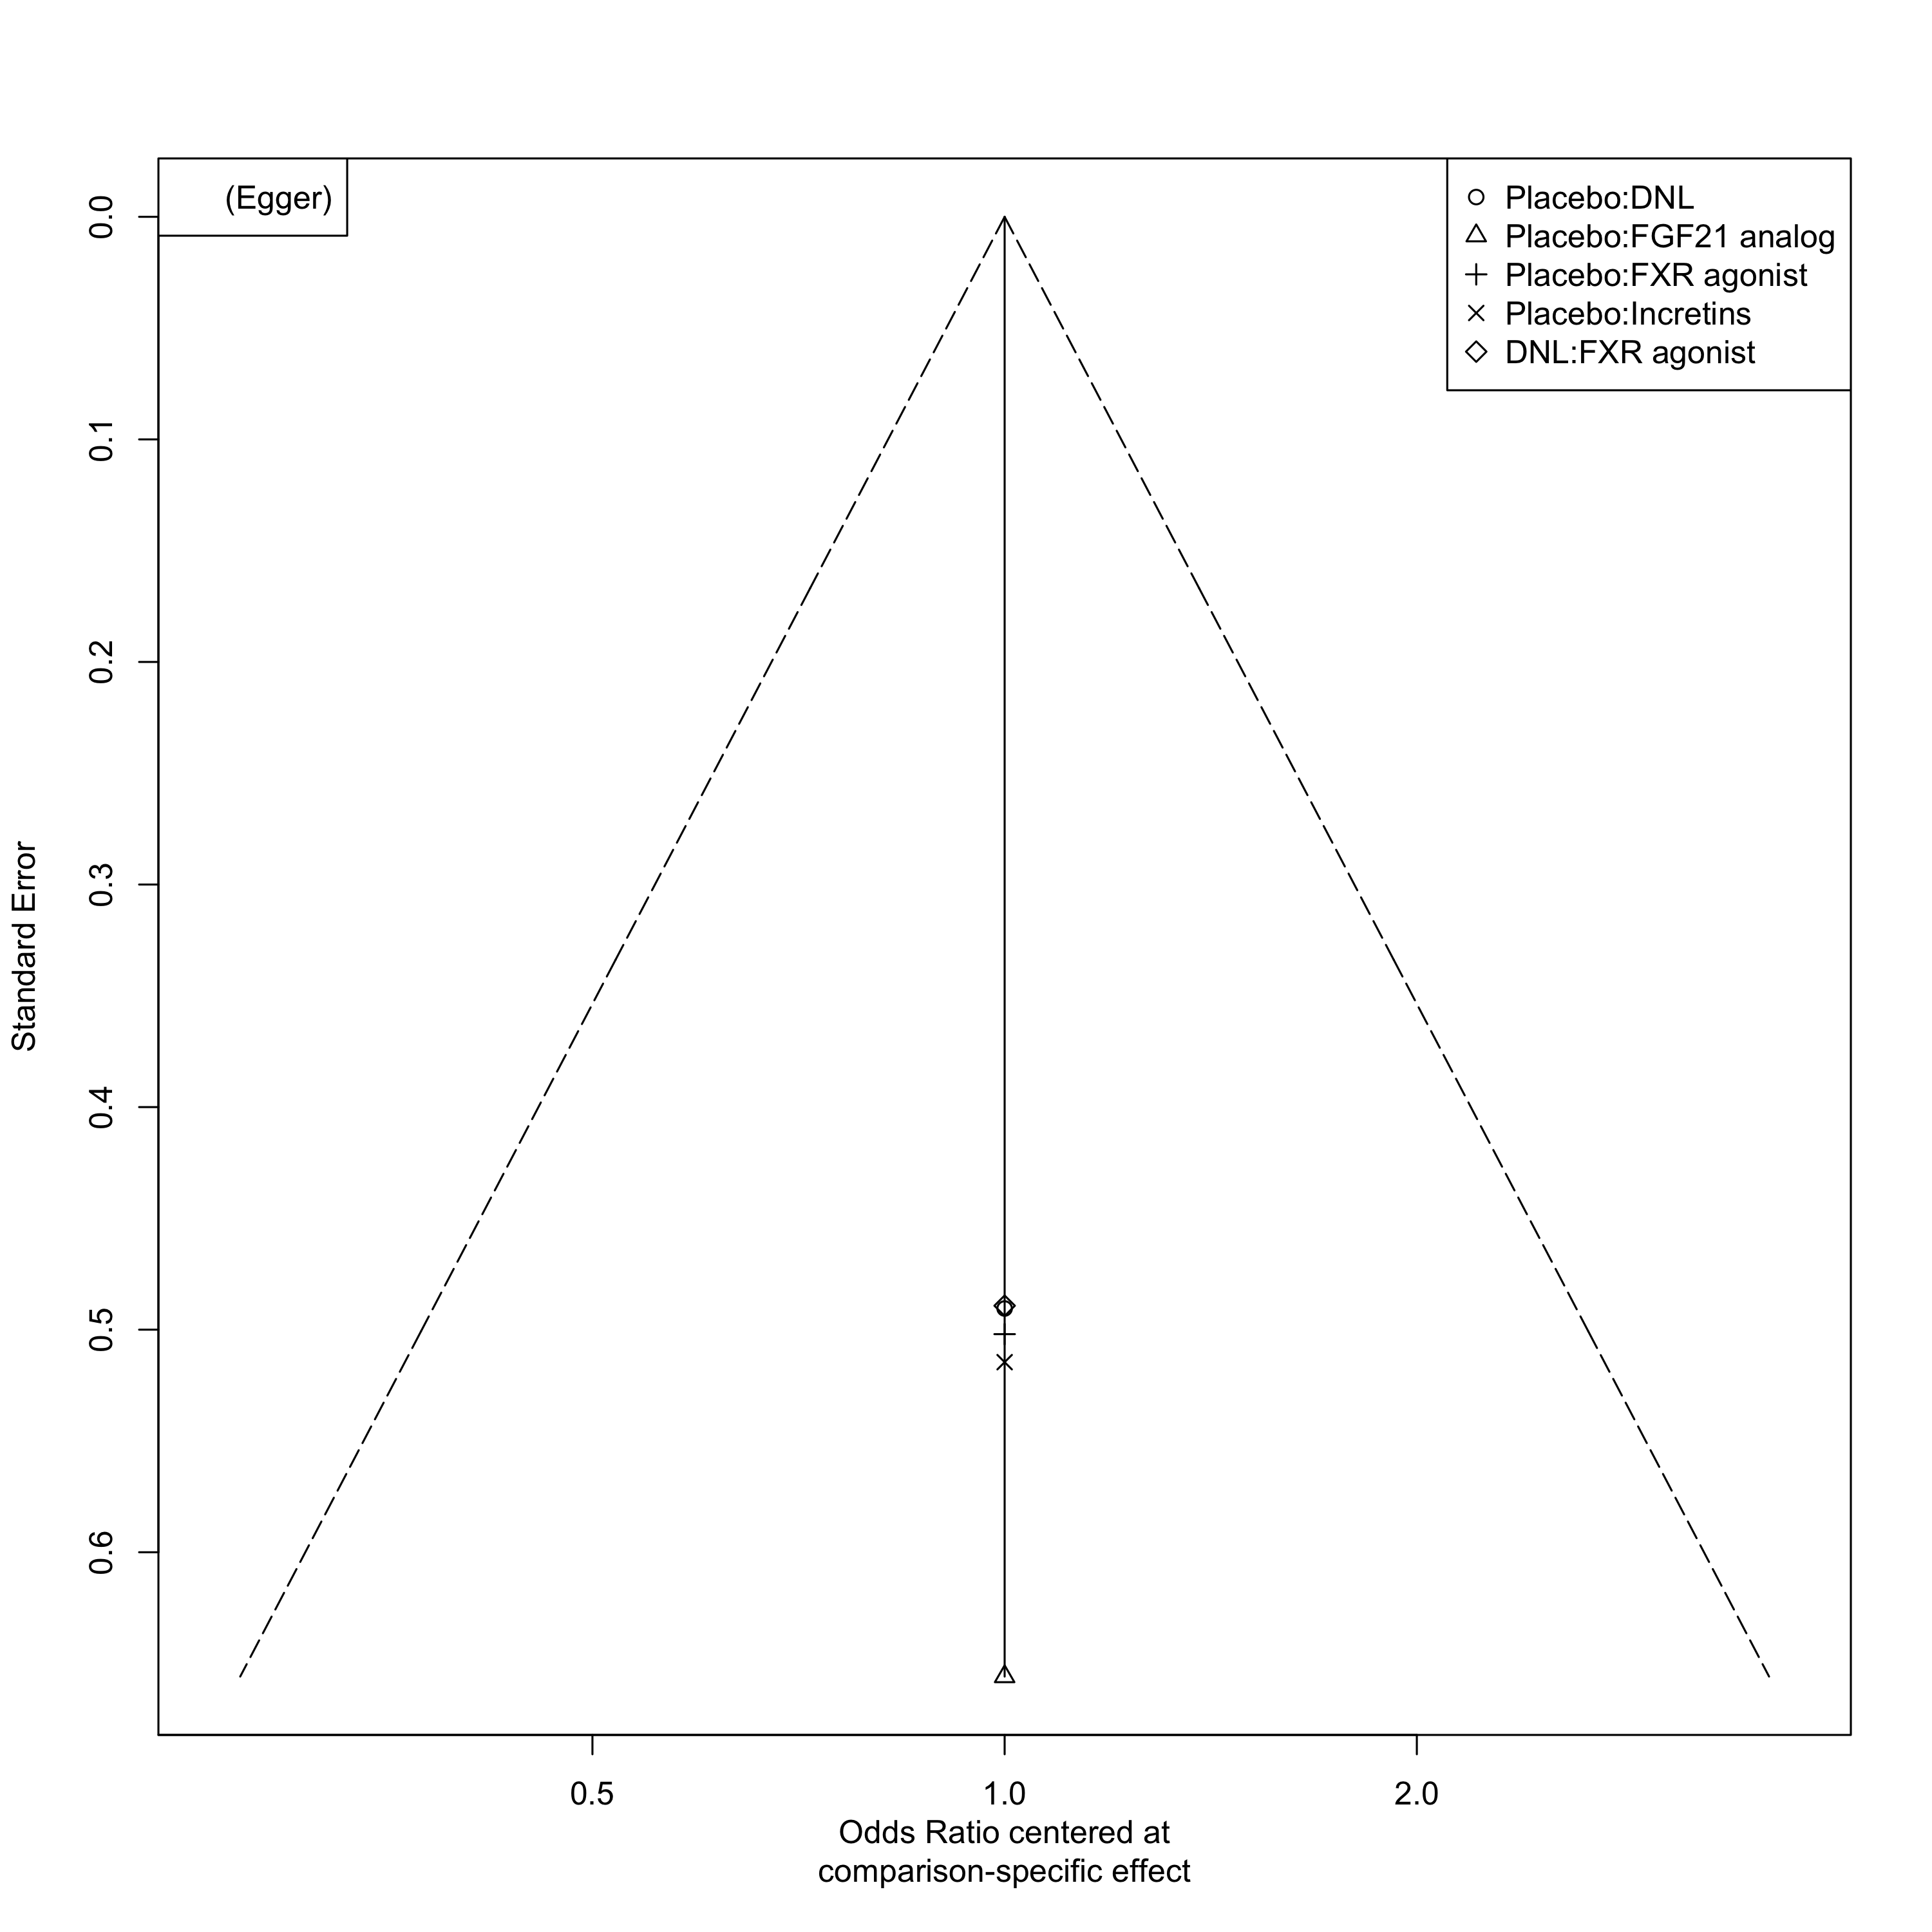 (Egger)
Placebo:DNL
Placebo:FGF21 analog
Placebo:FXR agonist
Placebo:Incretins
DNL:FXR agonist
0.0
0.1
0.2
0.3
0.4
0.5
0.6
Standard Error
0.5 1.0 2.0
Odds Ratio centered at
comparison-specific effect